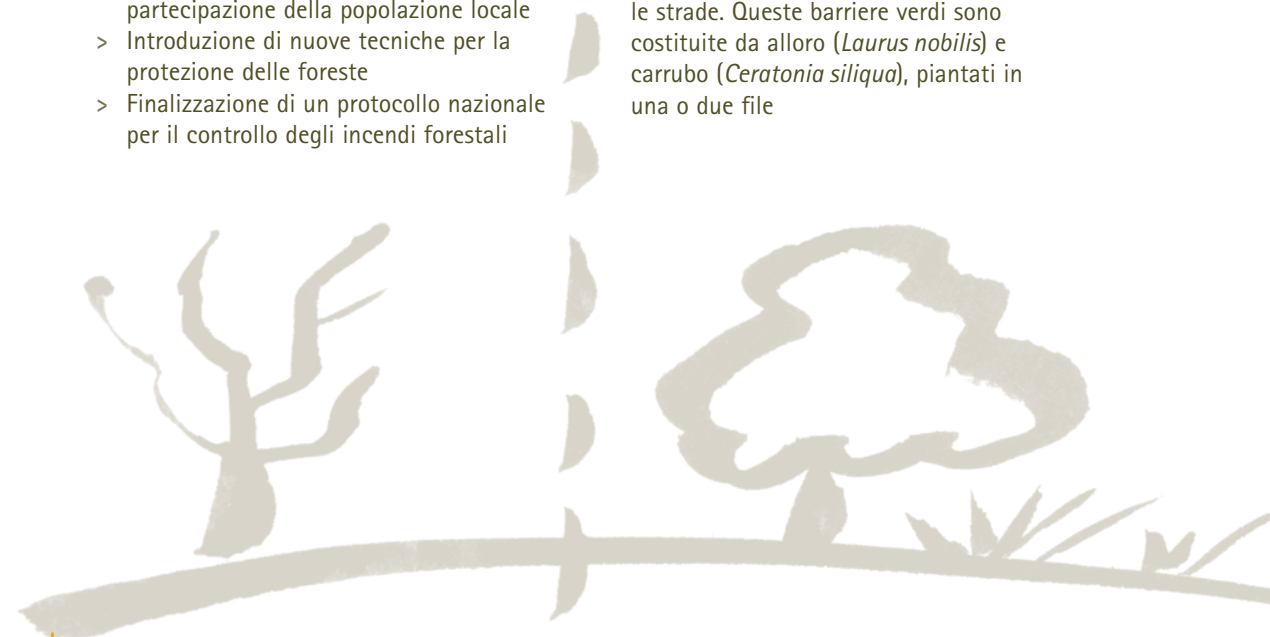 partecipazione della popolazione locale
> Introduzione di nuove tecniche per la
protezione delle foreste
> Finalizzazione di un protocollo nazionale
per il controllo degli incendi forestali
le strade. Queste barriere verdi sono
costituite da alloro (Laurus nobilis) e
carrubo (Ceratonia siliqua), piantati in
una o due file